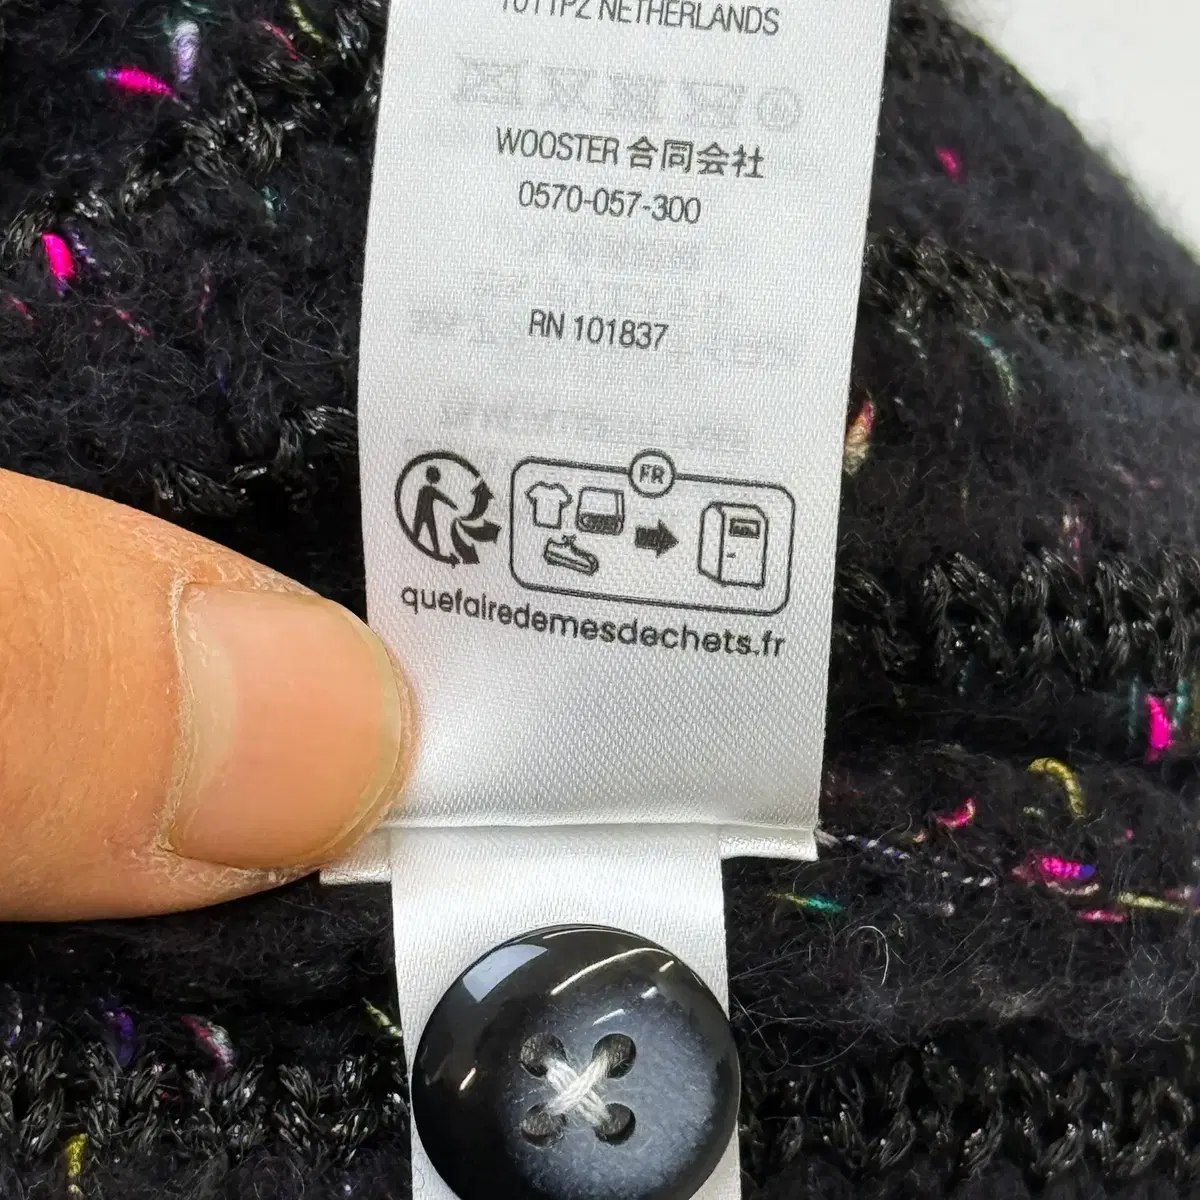 1011PZ NETHERLANDS
WOOSTER 合同会社
0570-057-300
RN 101837
FR
quefairedemesdechets.fr